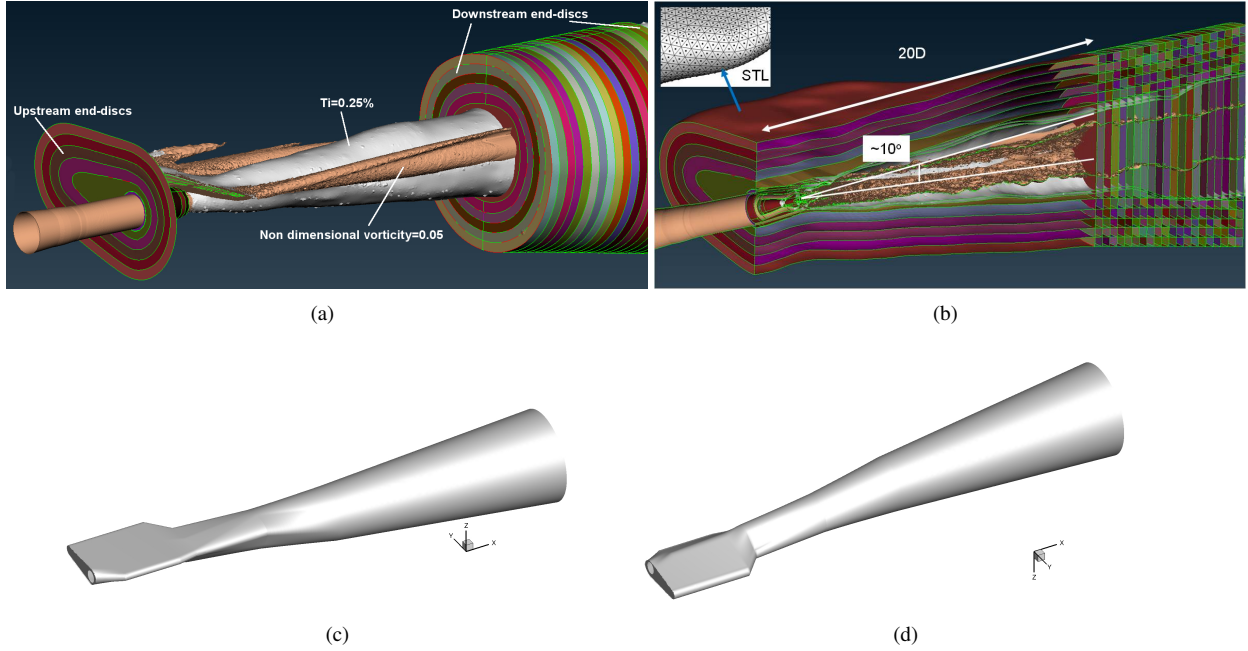 Downstream end-discs
Upstream end-discs
Ti=0.25%
Non dimensional vorticity=0.05
(a)
STL
20D
~10°
(b)
Z
Y
X
(c)
X
Y
Z
(d)